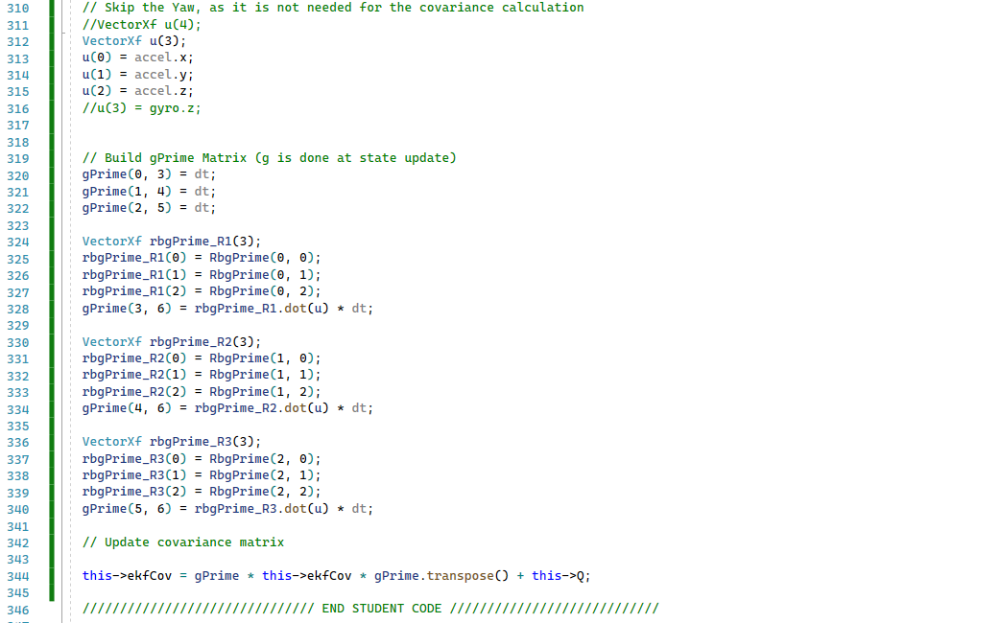 310 // Skip the Yaw, as it is not needed for the covariance calculation
311 //VectorXf u(4);
312 VectorXf u(3);
313 u(0) = accel.x;
314 u(1) = accel.y;
315 u(2) = accel.z;
316 //u(3) = gyro.z;
317
318
319 // Build gPrime Matrix (g is done at state update)
320 gPrime(0, 3) = dt;
321 gPrime(1, 4) = dt;
322 gPrime(2, 5) = dt;
323
324 VectorXf rbgPrime_R1(3);
325 rbgPrime_R1(0) = RbgPrime(0, 0);
326 rbgPrime_R1(1) = RbgPrime(0, 1);
327 rbgPrime_R1(2) = RbgPrime(0, 2);
328 gPrime(3, 6) = rbgPrime_R1.dot(u) * dt;
329
330 VectorXf rbgPrime_R2(3);
331 rbgPrime_R2(0) = RbgPrime(1, 0);
332 rbgPrime_R2(1) = RbgPrime(1, 1);
333 rbgPrime_R2(2) = RbgPrime(1, 2);
334 gPrime(4, 6) = rbgPrime_R2.dot(u) * dt;
335
336 VectorXf rbgPrime_R3(3);
337 rbgPrime_R3(0) = RbgPrime(2, 0);
338 rbgPrime_R3(1) = RbgPrime(2, 1);
339 rbgPrime_R3(2) = RbgPrime(2, 2);
340 gPrime(5, 6) = rbgPrime_R3.dot(u) * dt;
341
342 // Update covariance matrix
343
344 this->ekfCov = gPrime * this->ekfCov * gPrime.transpose() + this->Q;
345
346 /////////////////////////////// END STUDENT CODE ////////////////////////////